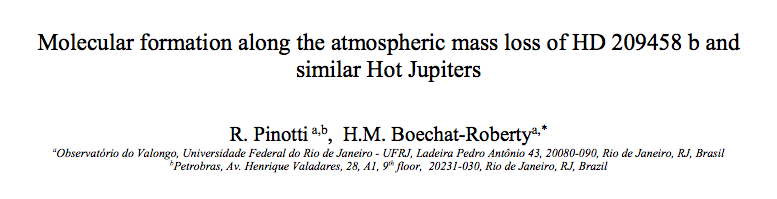 Molecular formation along the atmospheric mass loss of HD 209458 b and
similar Hot Jupiters
R. Pinotti a,b, H.M. Boechat-Roberty a,*
aObservatório do Valongo, Universidade Federal do Rio de Janeiro - UFRJ, Ladeira Pedro Antônio 43, 20080-090, Rio de Janeiro, RJ, Brasil
bPetrobras, Av. Henrique Valadares, 28, A1, 9th floor, 20231-030, Rio de Janeiro, RJ, Brazil